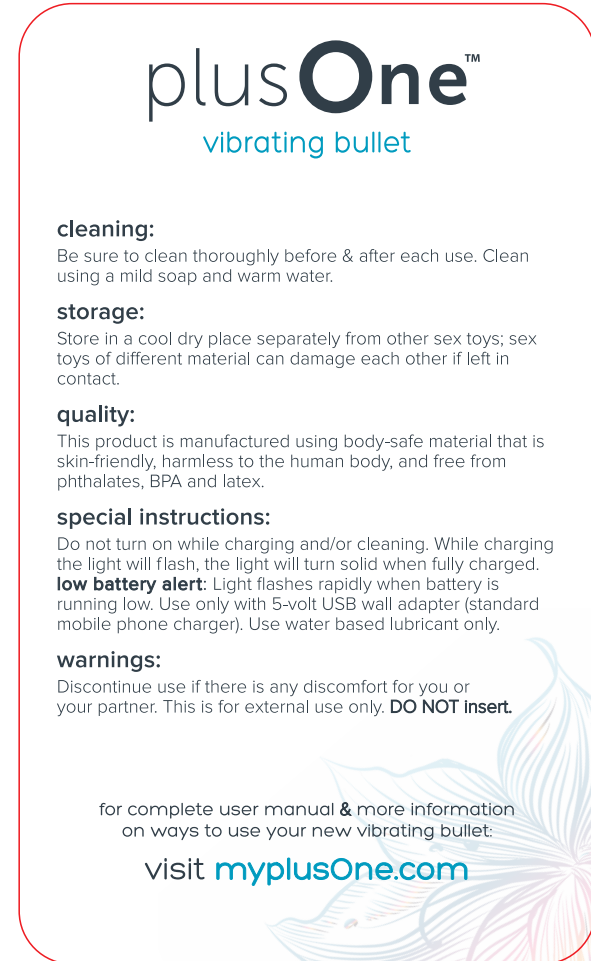 plusOne™
vibrating bullet
cleaning:
Be sure to clean thoroughly before & after each use. Clean
using a mild soap and warm water.
storage:
Store in a cool dry place separately from other sex toys; sex
toys of different material can damage each other if left in
contact.
quality:
This product is manufactured using body-safe material that is
skin-friendly, harmless to the human body, and free from
phthalates, BPA and latex.
special instructions:
Do not turn on while charging and/or cleaning. While charging
the light will flash, the light will turn solid when fully charged.
low battery alert: Light flashes rapidly when battery is
running low. Use only with 5-volt USB wall adapter (standard
mobile phone charger). Use water based lubricant only.
warnings:
Discontinue use if there is any discomfort for you or
your partner. This is for external use only. DO NOT insert.
for complete user manual & more information
on ways to use your new vibrating bullet:
visit myplusOne.com